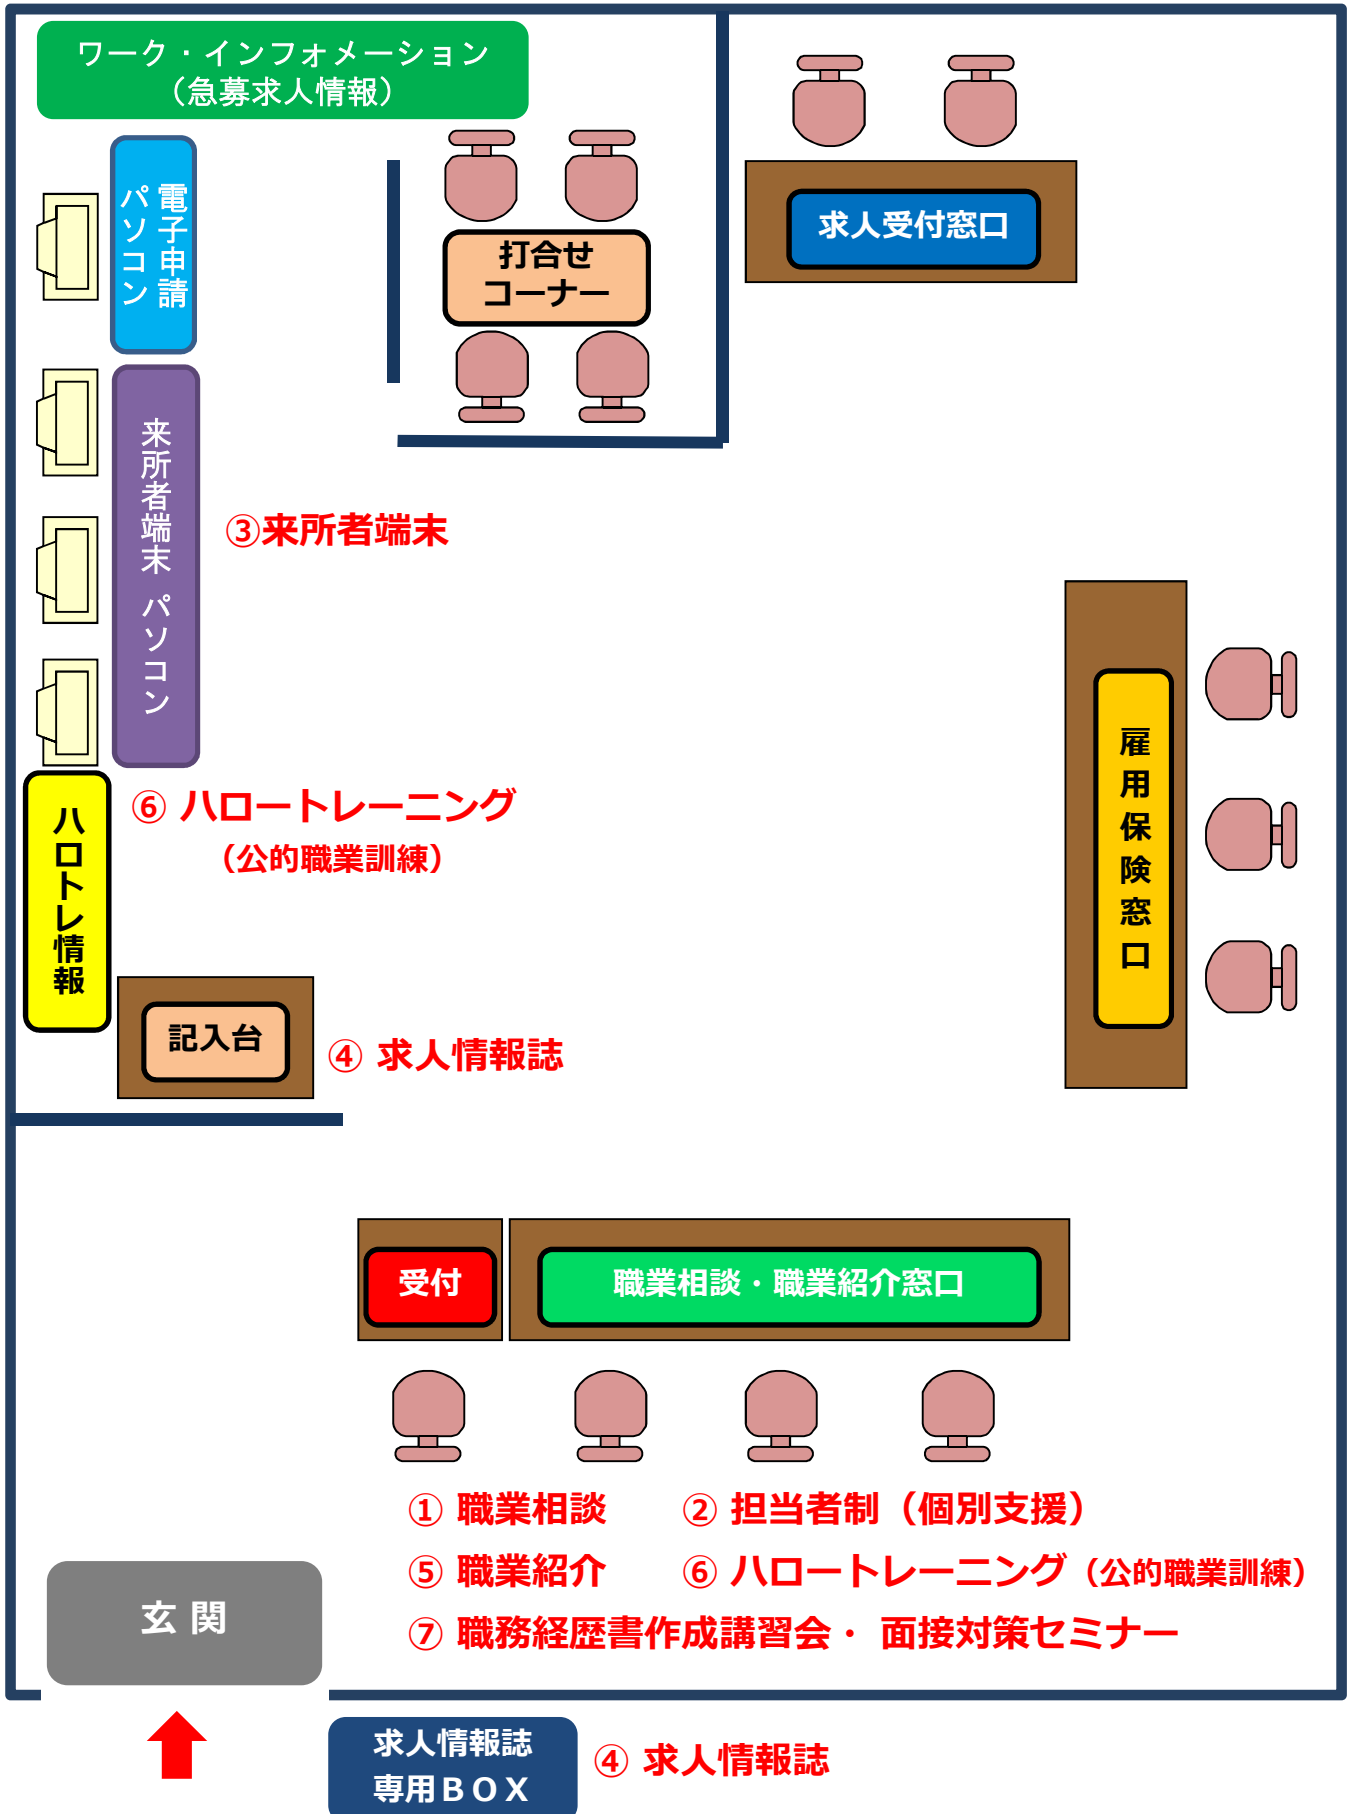 ワーク・インフォメーション
（急募求人情報）
電子申請
パソコン
打合せ
コーナー
求人受付窓口
来所者端末 パソコン
③来所者端末
雇用保険窓口
⑥ ハロートレーニング
（公的職業訓練）
ハロトレ情報
記入台
④ 求人情報誌
受付
職業相談・職業紹介窓口
① 職業相談 ② 担当者制（個別支援）
⑤ 職業紹介 ⑥ ハロートレーニング（公的職業訓練）
⑦ 職務経歴書作成講習会・ 面接対策セミナー
玄 関
求人情報誌
専用ＢＯＸ
④ 求人情報誌